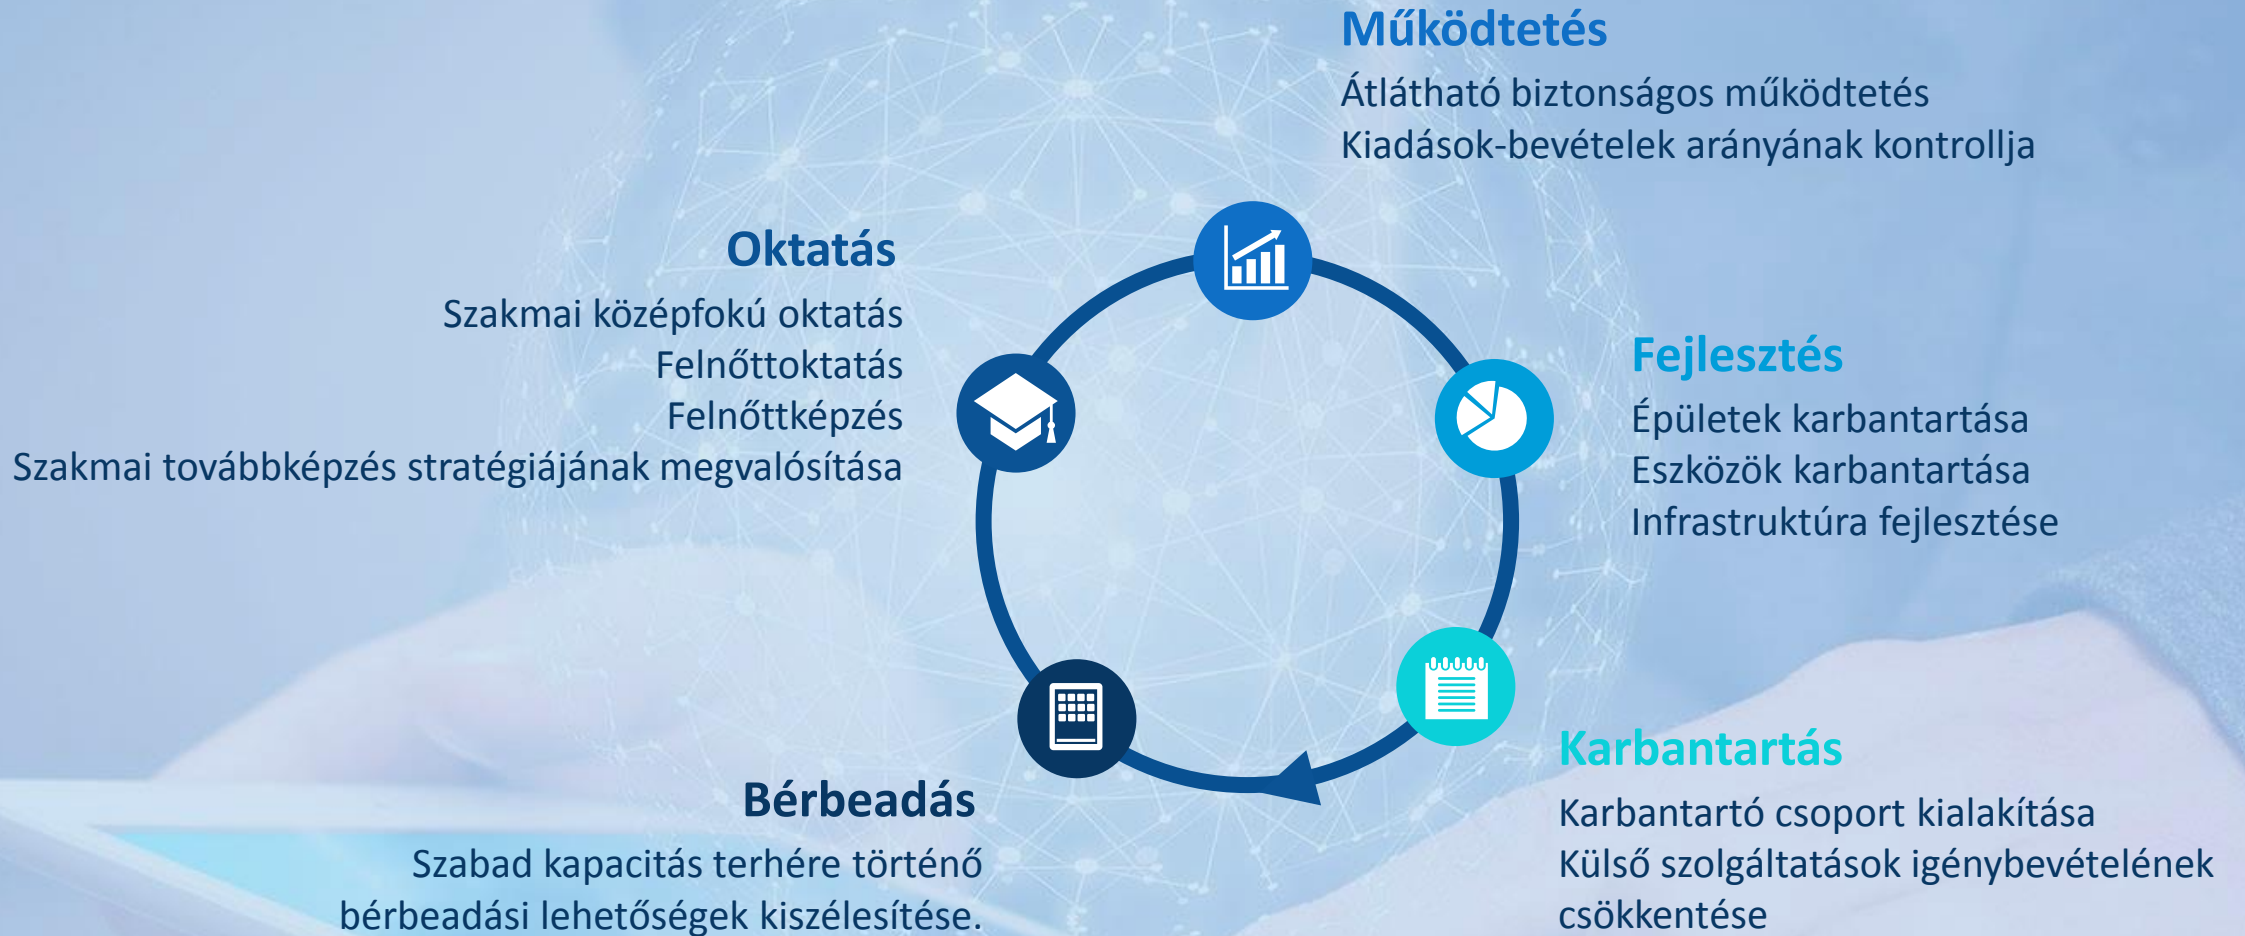 Működtetés
Átlátható biztonságos működtetés
Kiadások-bevételek arányának kontrollja
Oktatás
Szakmai középfokú oktatás
Felnőttoktatás
Felnőttképzés
Szakmai továbbképzés stratégiájának megvalósítása
Fejlesztés
Épületek karbantartása
Eszközök karbantartása
Infrastruktúra fejlesztése
Karbantartás
Karbantartó csoport kialakítása
Külső szolgáltatások igénybevételének
csökkentése
Bérbeadás
Szabad kapacitás terhére történő
bérbeadási lehetőségek kiszélesítése.